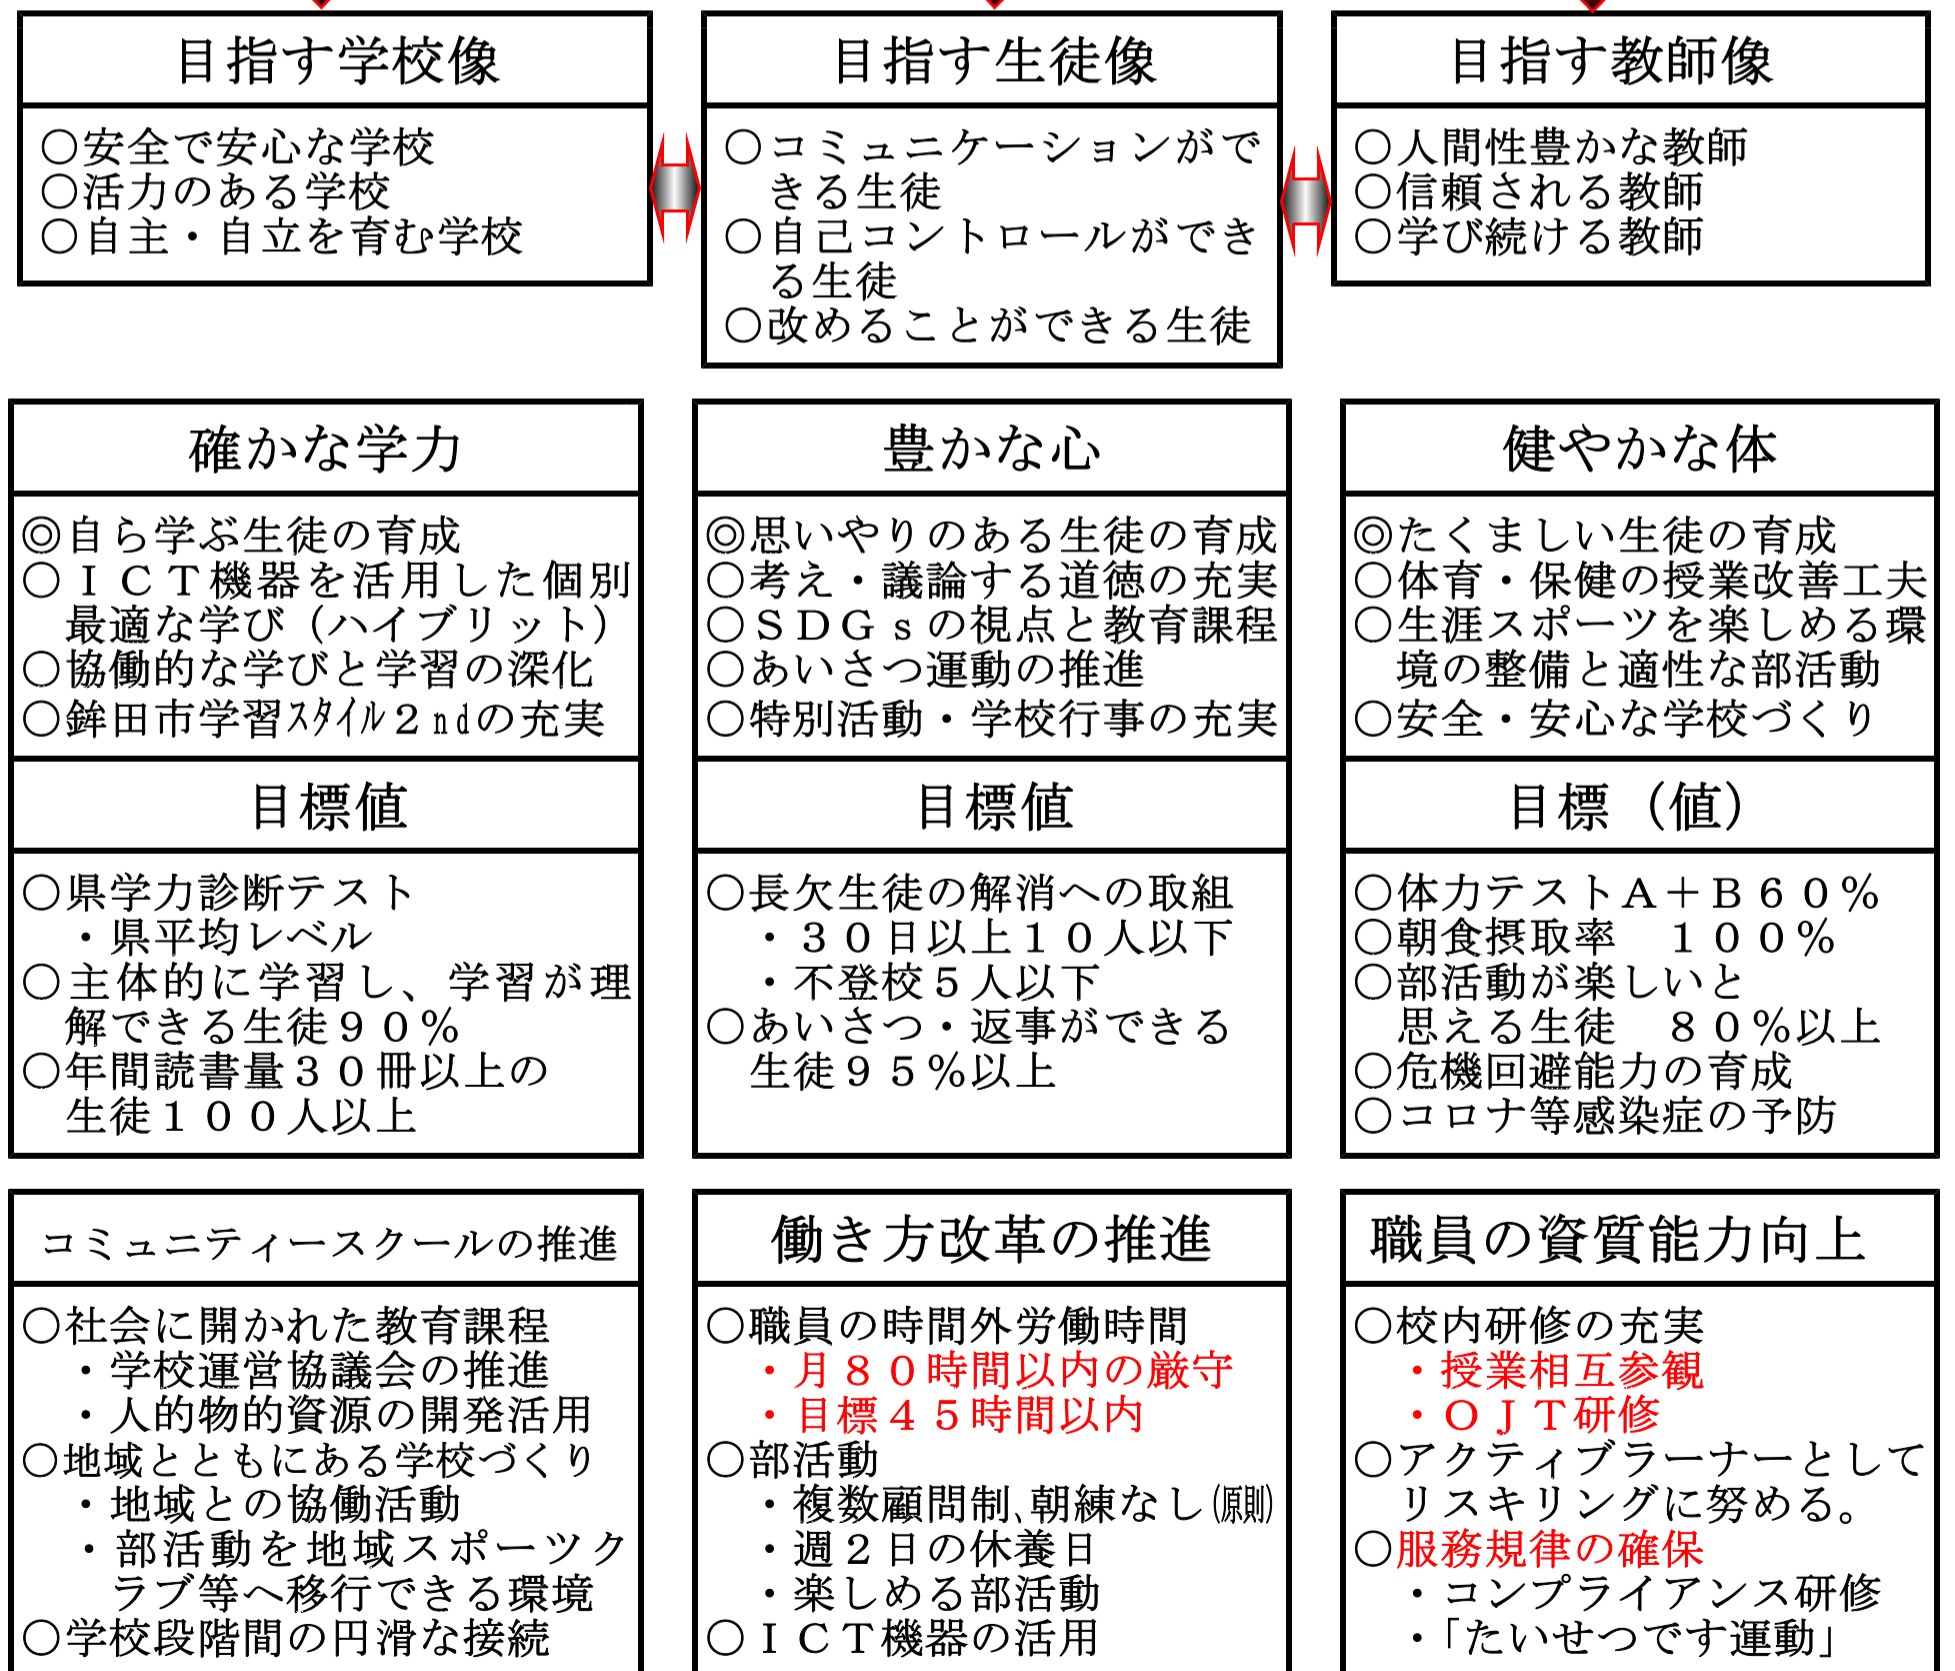 目指す学校像
○安全で安心な学校
○活力のある学校
○自主・自立を育む学校
目指す生徒像
○コミュニケーションがで
きる生徒
○自己コントロールができ
る生徒
○改めることができる生徒
目指す教師像
○人間性豊かな教師
○信頼される教師
○学び続ける教師
確かな学力
◎自ら学ぶ生徒の育成
○ＩＣＴ機器を活用した個別
最適な学び（ハイブリット）
○協働的な学びと学習の深化
○鉾田市学習ｽﾀｲﾙ２ndの充実
目標値
○県学力診断テスト
・県平均レベル
○主体的に学習し、学習が理
解できる生徒９０％
○年間読書量３０冊以上の
生徒１００人以上
豊かな心
◎思いやりのある生徒の育成
○考え・議論する道徳の充実
○ＳＤＧｓの視点と教育課程
○あいさつ運動の推進
○特別活動・学校行事の充実
目標値
○長欠生徒の解消への取組
・３０日以上１０人以下
・不登校５人以下
○あいさつ・返事ができる
生徒９５％以上
健やかな体
◎たくましい生徒の育成
○体育・保健の授業改善工夫
○生涯スポーツを楽しめる環
境の整備と適性な部活動
○安全・安心な学校づくり
目標（値）
○体力テストＡ＋Ｂ６０％
○朝食摂取率　１００％
○部活動が楽しいと
思える生徒　８０％以上
○危機回避能力の育成
○コロナ等感染症の予防
コミュニティースクールの推進
○社会に開かれた教育課程
・学校運営協議会の推進
・人的物的資源の開発活用
○地域とともにある学校づくり
・地域との協働活動
・部活動を地域スポーツク
ラブ等へ移行できる環境
○学校段階間の円滑な接続
働き方改革の推進
○職員の時間外労働時間
・月８０時間以内の厳守
・目標４５時間以内
○部活動
・複数顧問制､朝練なし(原則)
・週２日の休養日
・楽しめる部活動
○ＩＣＴ機器の活用
職員の資質能力向上
○校内研修の充実
・授業相互参観
・ＯＪＴ研修
○アクティブラーナーとして
リスキリングに努める。
○服務規律の確保
・コンプライアンス研修
・「たいせつです運動」